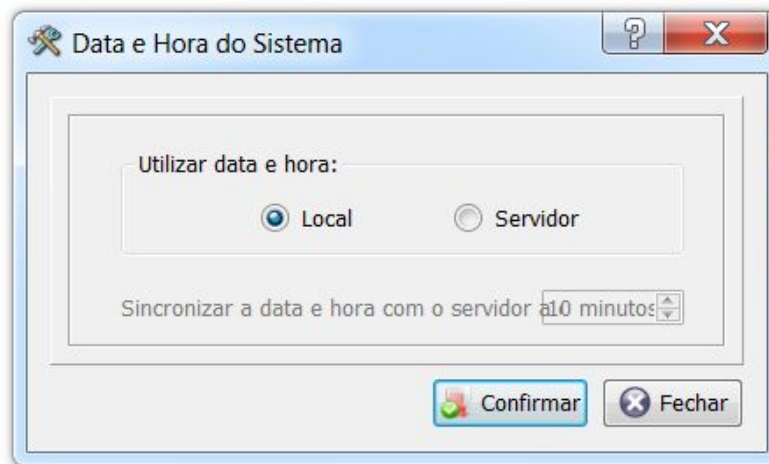 Data e Hora do Sistema
Utilizar data e hora:
Local Servidor
Sincronizar a data e hora com o servidor a 10 minutos
Confirmar Fechar